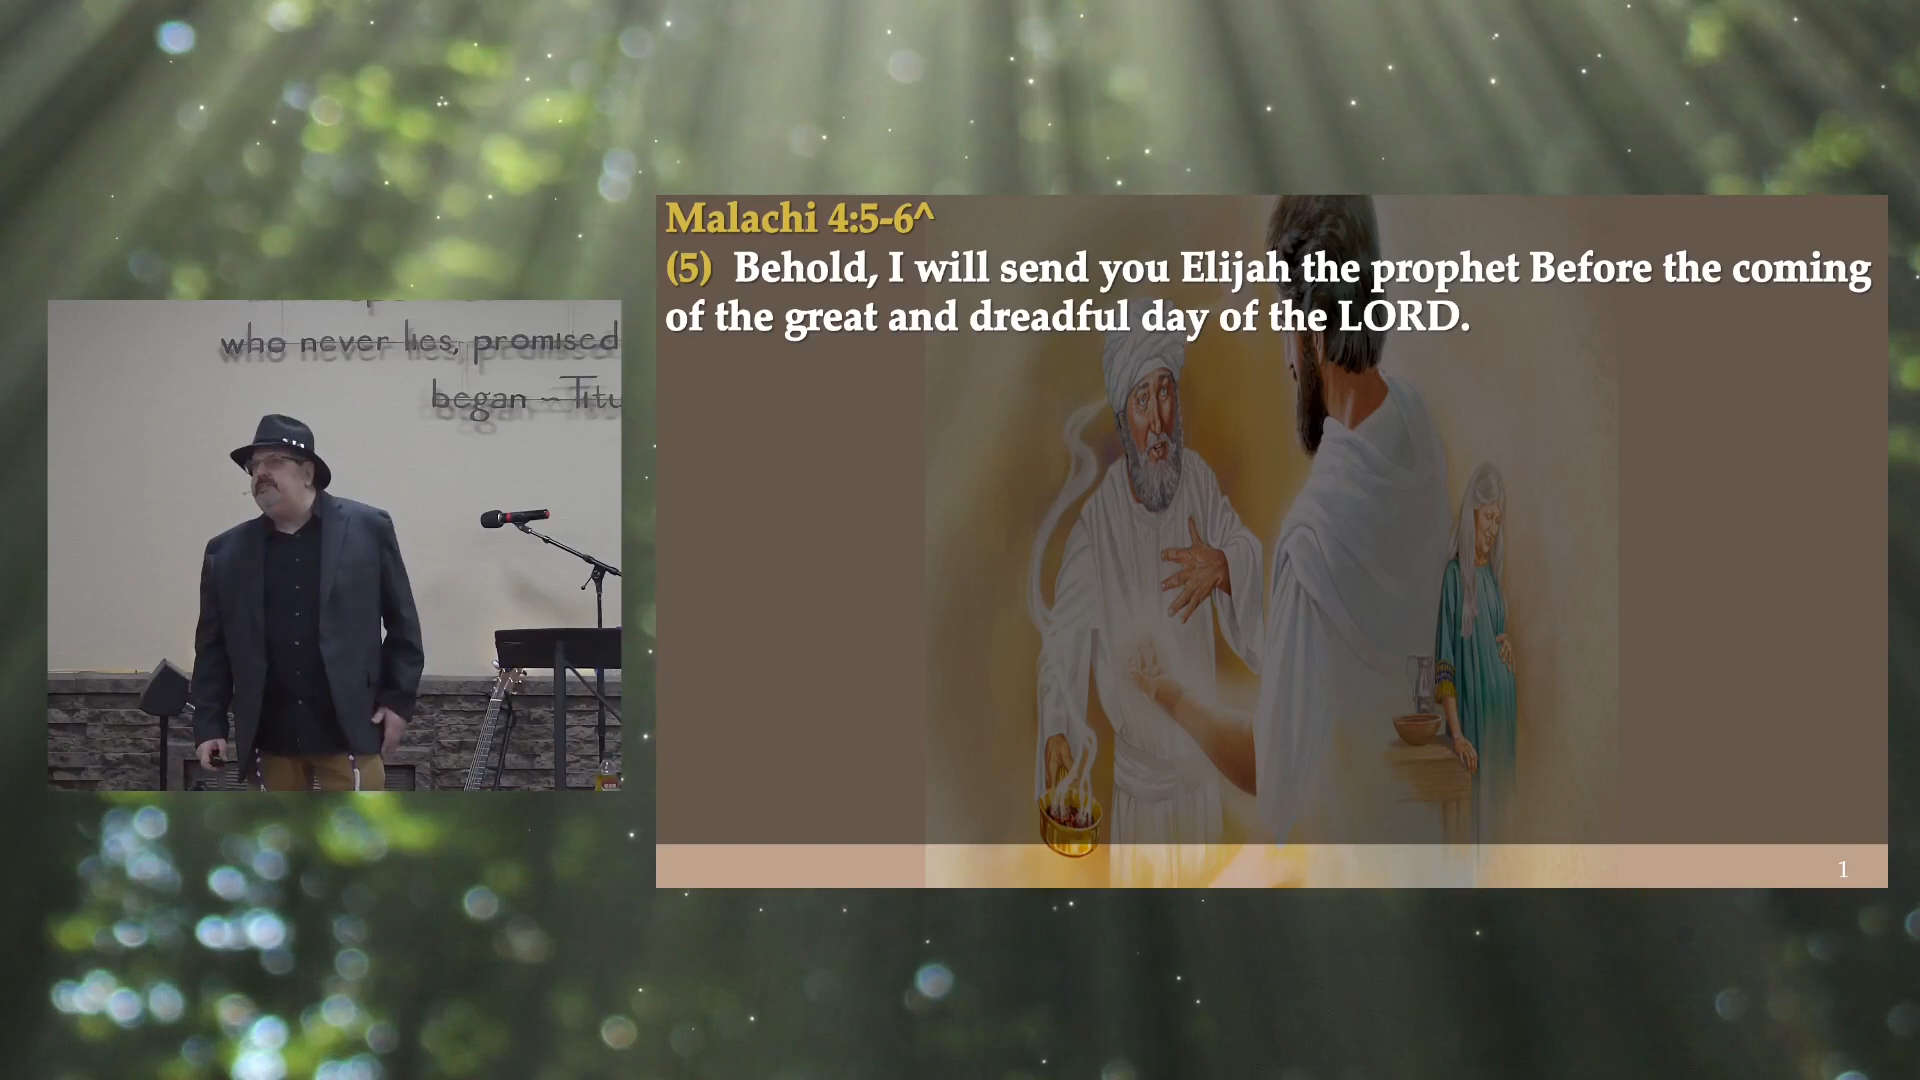 who never lies, promised
began ~ Titu
Malachi 4:5-6^
(5) Behold, I will send you Elijah the prophet Before the coming
of the great and dreadful day of the LORD.
1